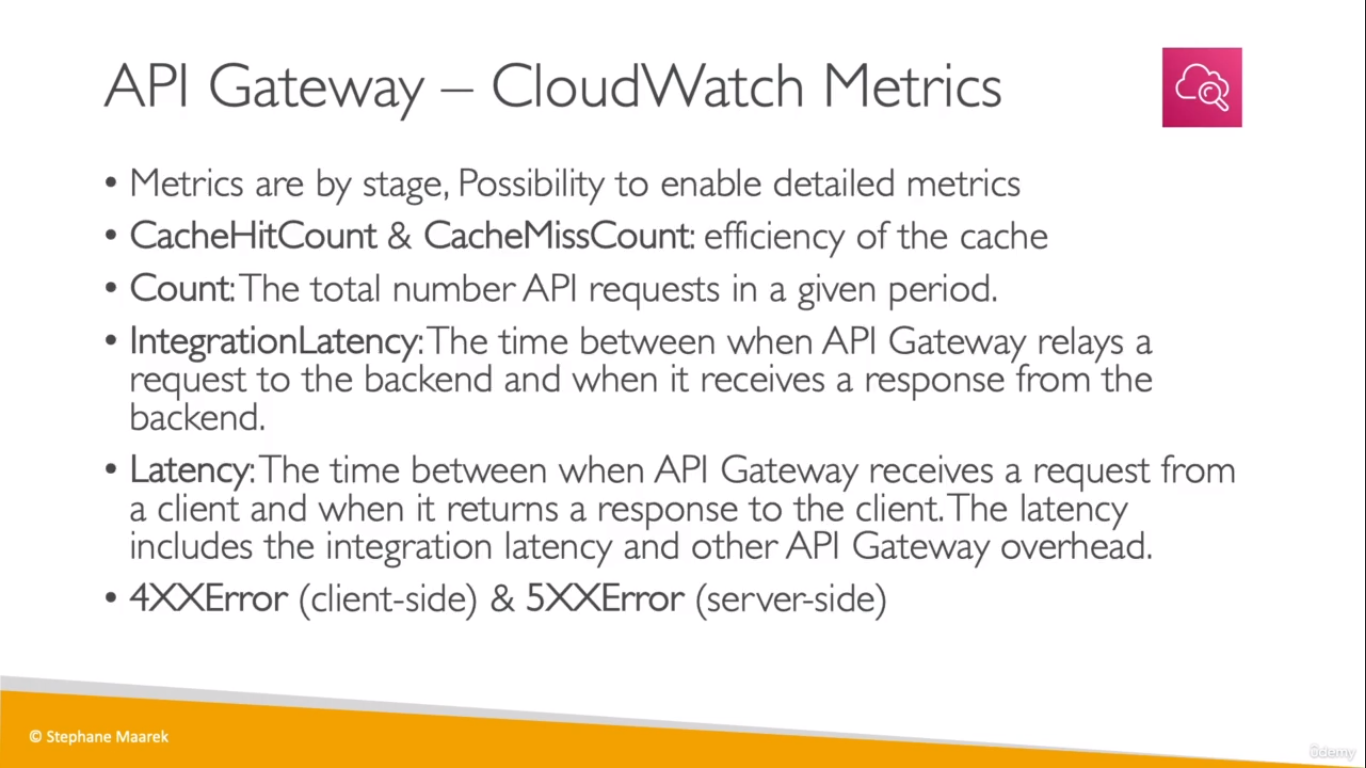 API Gateway – CloudWatch Metrics
• Metrics are by stage, Possibility to enable detailed metrics
• CacheHitCount & CacheMissCount: efficiency of the cache
• Count: The total number API requests in a given period.
• IntegrationLatency: The time between when API Gateway relays a
request to the backend and when it receives a response from the
backend.
• Latency: The time between when API Gateway receives a request from
a client and when it returns a response to the client. The latency
includes the integration latency and other API Gateway overhead.
• 4XXError (client-side) & 5XXError (server-side)
© Stephane Maarek
ûdemy